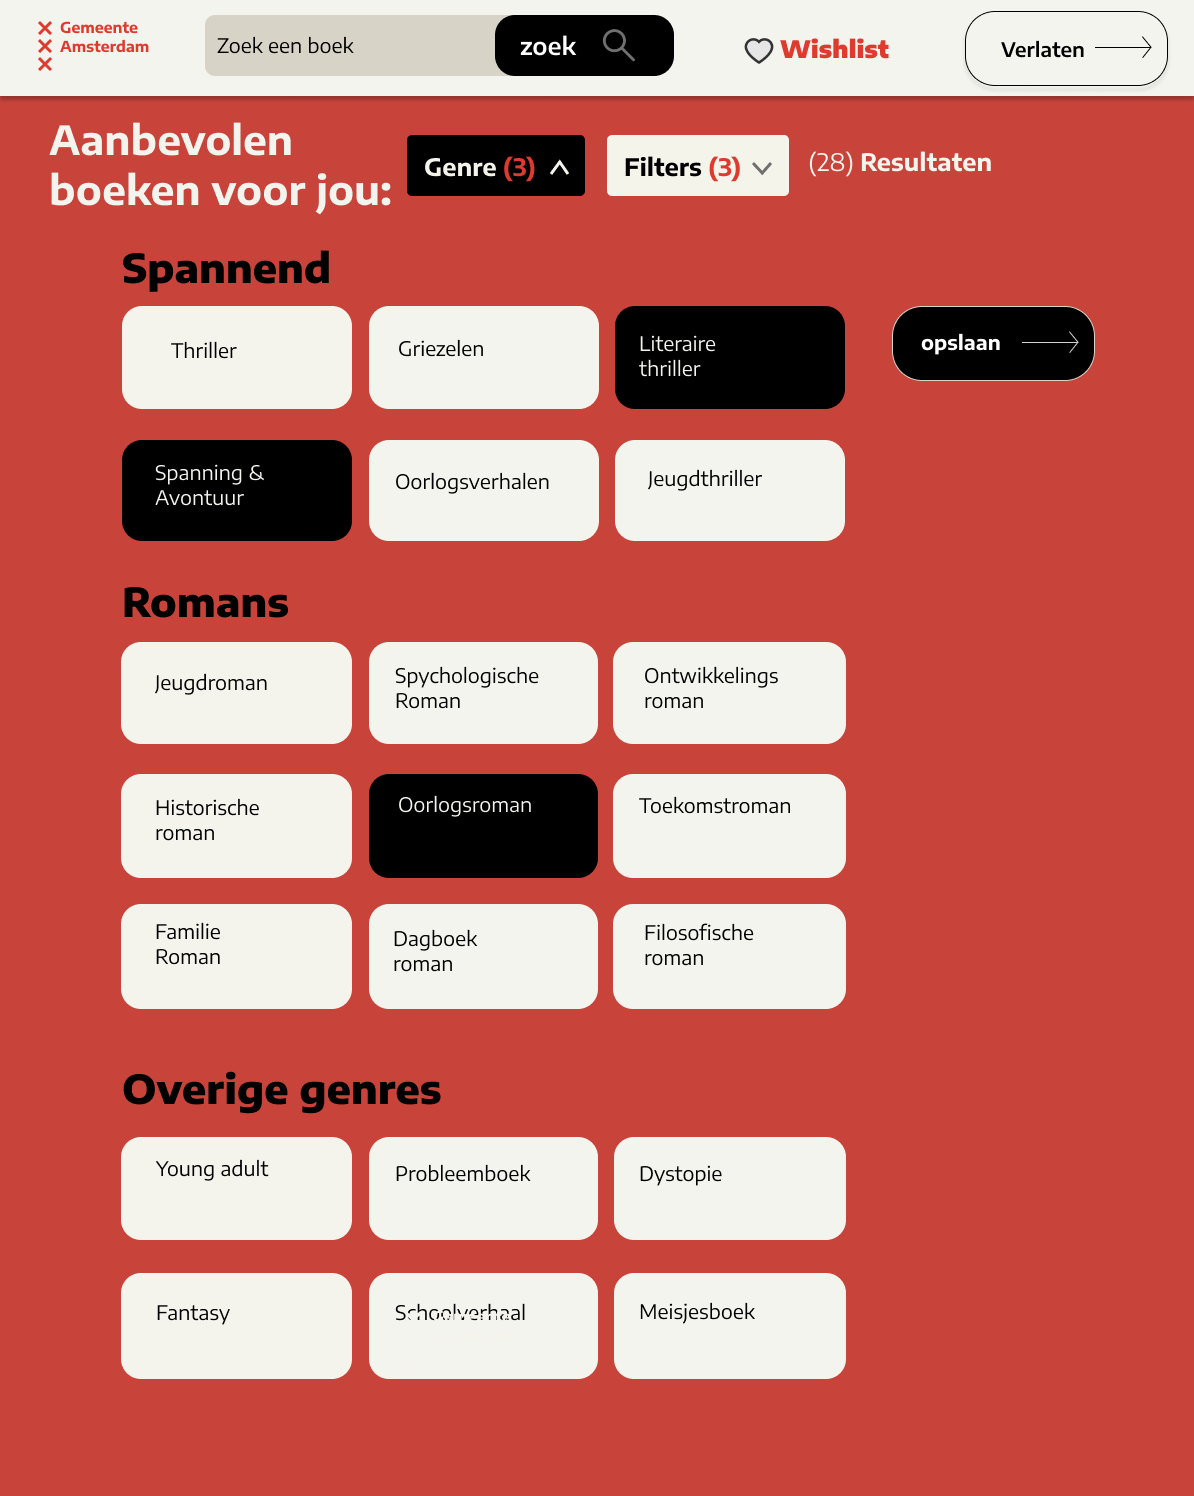 Gemeente
Amsterdam
Zoek een boek
zoek
Wishlist
Verlaten
Aanbevolen
boeken voor jou:
Genre (3)
Filters (3)
(28) Resultaten
Spannend
Thriller
Griezelen
Literaire
thriller
opslaan
Spanning &
Avontuur
Oorlogsverhalen
Jeugdthriller
Romans
Jeugdroman
Spychologische
Roman
Ontwikkelings
roman
Historische
roman
Oorlogsroman
Toekomstroman
Familie
Roman
Dagboek
roman
Filosofische
roman
Overige genres
Young adult
Probleemboek
Dystopie
Fantasy
Schoolverhaal
Meisjesboek